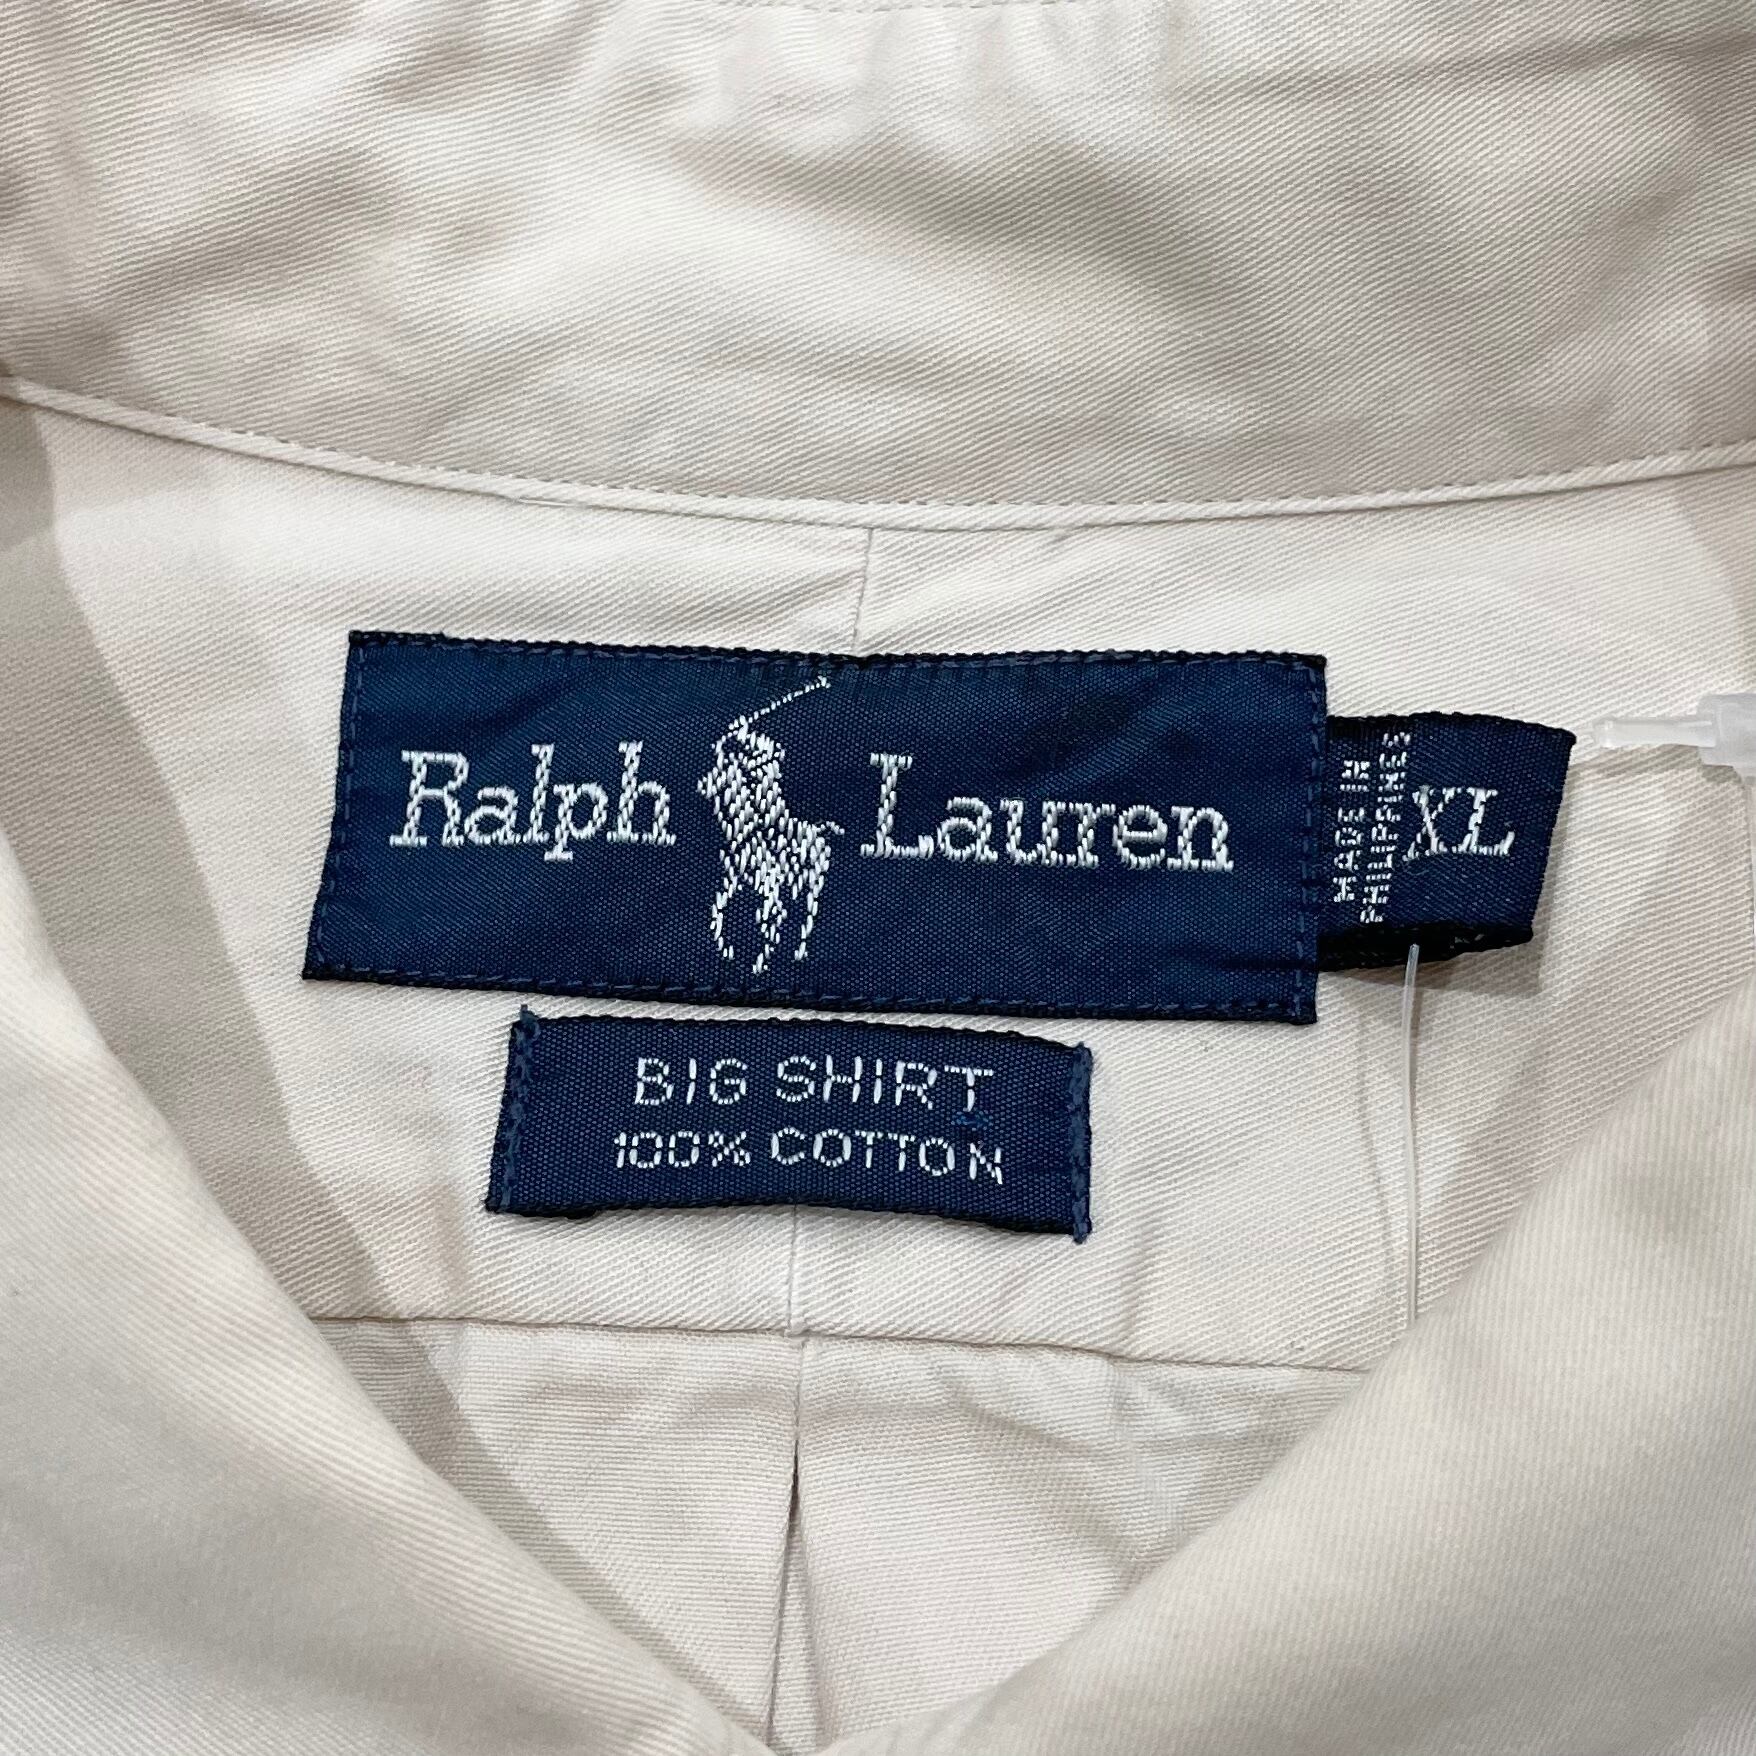 Ralph Lauren
MADE IN
PHILIPPINES
XL
BIG SHIRT
100% COTTON